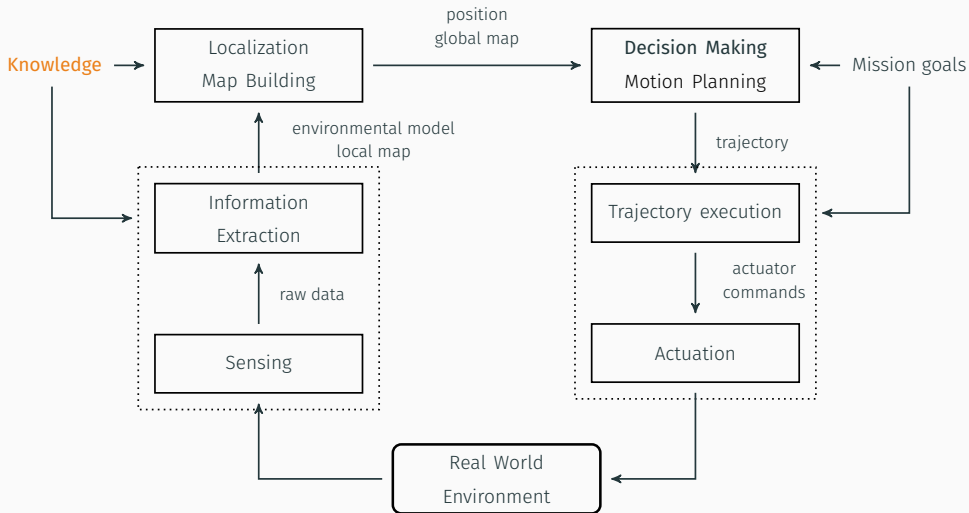 position
global map
Knowledge
Localization
Map Building
Decision Making
Motion Planning
Mission goals
environmental model
local map
trajectory
Information
Extraction
Trajectory execution
raw data
actuator
commands
Sensing
Actuation
Real World
Environment